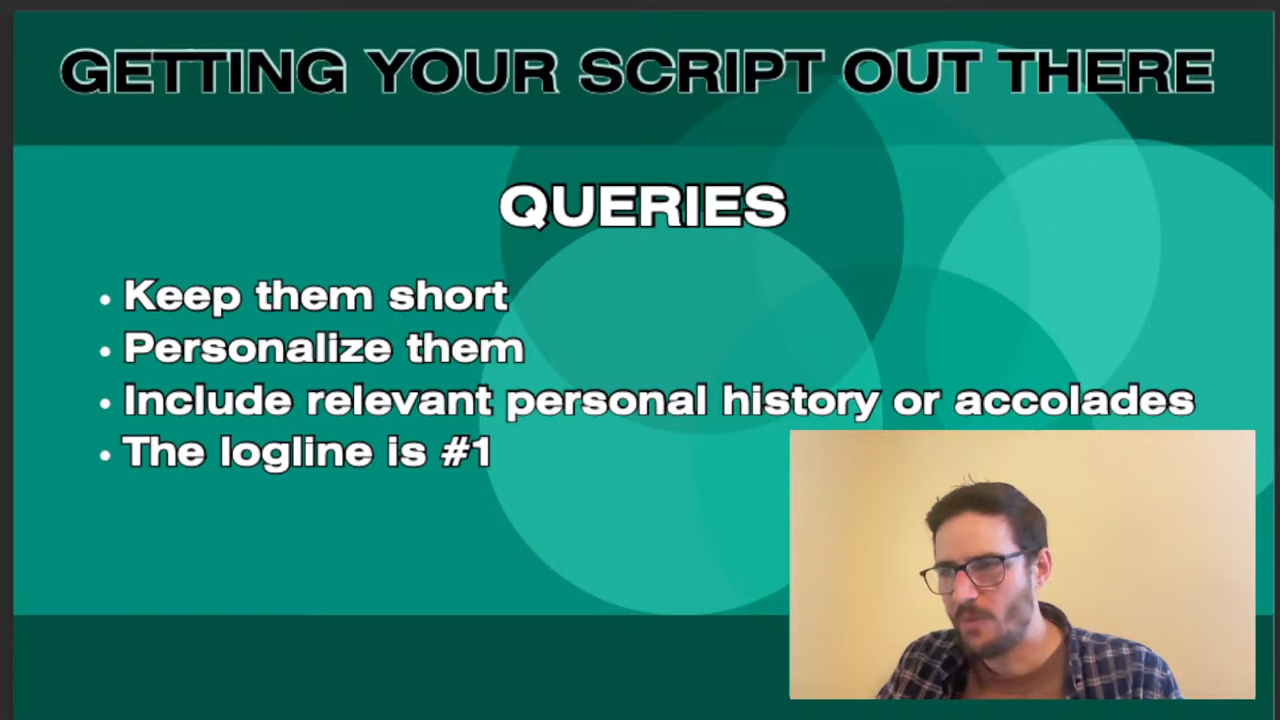 GETTING YOUR SCRIPT OUT THERE
QUERIES
• Keep them short
• Personalize them
• Include relevant personal history or accolades
• The logline is #1